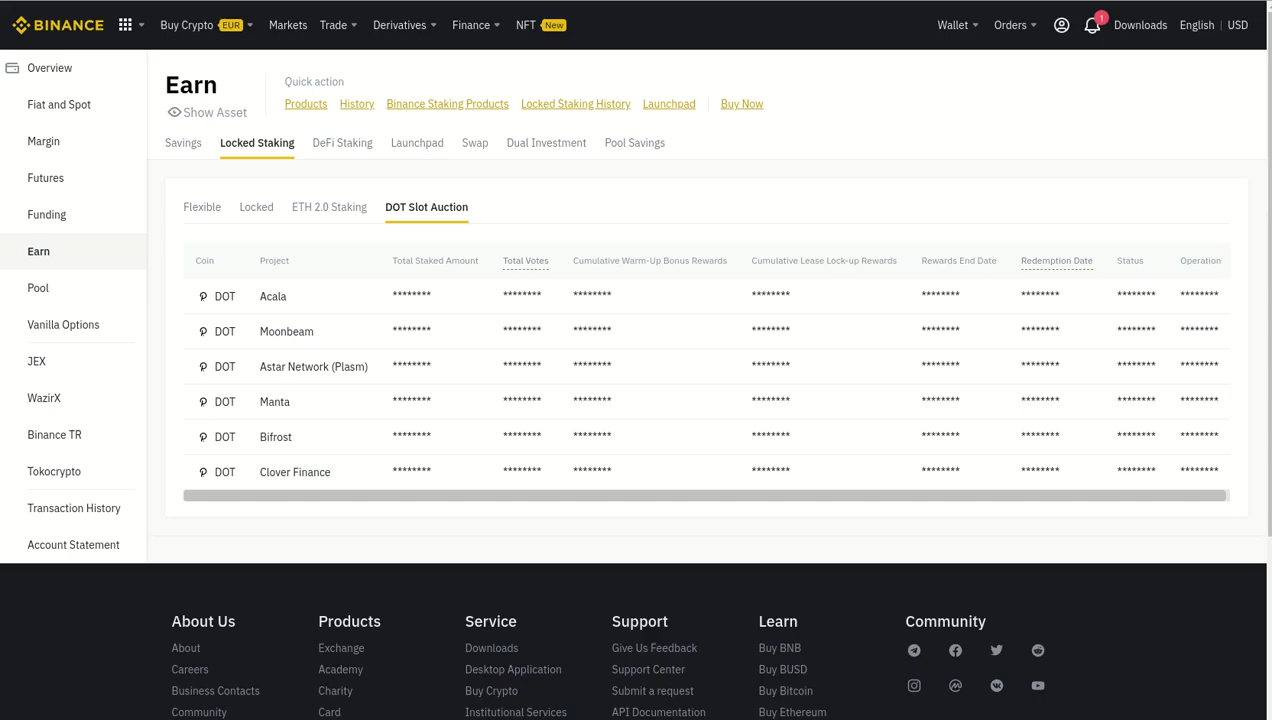 BINANCE Buy Crypto EUR Markets Trade Derivatives Finance NFT New Wallet Orders 1 Downloads English | USD
Overview
Fiat and Spot
Margin
Futures
Funding
Earn
Pool
Vanilla Options
JEX
WazirX
Binance TR
Tokocrypto
Transaction History
Account Statement
Earn
Show Asset
Quick action
Products History Binance Staking Products Locked Staking History Launchpad Buy Now
Savings Locked Staking DeFi Staking Launchpad Swap Dual Investment Pool Savings
Flexible Locked ETH 2.0 Staking DOT Slot Auction
Coin Project Total Staked Amount Total Votes Cumulative Warm-Up Bonus Rewards Cumulative Lease Lock-up Rewards Rewards End Date Redemption Date Status Operation
DOT Acala ******** ******** ******** ******** ******** ******** ******** ********
DOT Moonbeam ******** ******** ******** ******** ******** ******** ******** ********
DOT Astar Network (Plasm) ******** ******** ******** ******** ******** ******** ******** ********
DOT Manta ******** ******** ******** ******** ******** ******** ******** ********
DOT Bifrost ******** ******** ******** ******** ******** ******** ******** ********
DOT Clover Finance ******** ******** ******** ******** ******** ******** ******** ********
About Us
About
Careers
Business Contacts
Community
Products
Exchange
Academy
Charity
Card
Service
Downloads
Desktop Application
Buy Crypto
Institutional Services
Support
Give Us Feedback
Support Center
Submit a request
API Documentation
Learn
Buy BNB
Buy BUSD
Buy Bitcoin
Buy Ethereum
Community